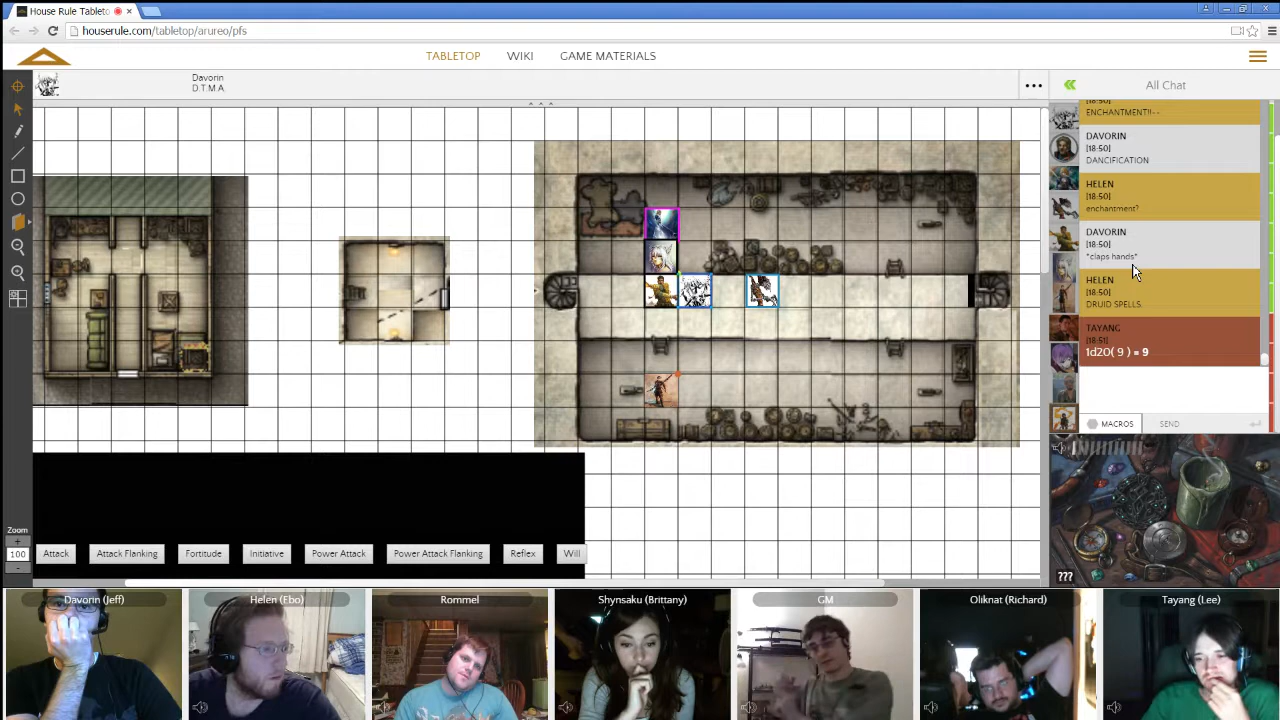 House Rule Tableto
houserule.com/tabletop/arureo/pfs
TABLETOP WIKI GAME MATERIALS
Davorin
D.T.M.A.
All Chat
[18:50]
ENCHANTMENT!!--
DAVORIN
[18:50]
DANCIFICATION
HELEN
[18:50]
enchantment?
DAVORIN
[18:50]
*claps hands*
HELEN
[18:50]
DRUID SPELLS.
TAYANG
[18:51]
1d20( 9 ) = 9
MACROS SEND
???
Zoom
+
100
-
Attack Attack Flanking Fortitude Initiative Power Attack Power Attack Flanking Reflex Will
Davorin (Jeff) Helen (Ebo) Rommel Shynsaku (Brittany) GM Oliknat (Richard) Tayang (Lee)